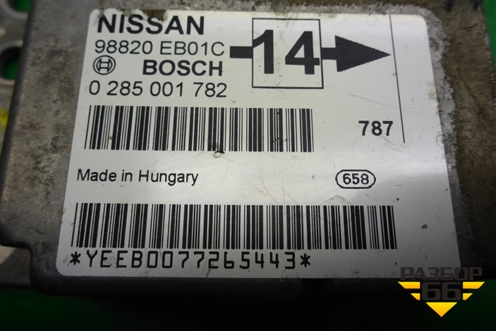 NISSAN
98820 EB01C
14
BOSCH
0 285 001 782
787
Made in Hungary
658
*YEEB0077265443*
РАЗБОР
66